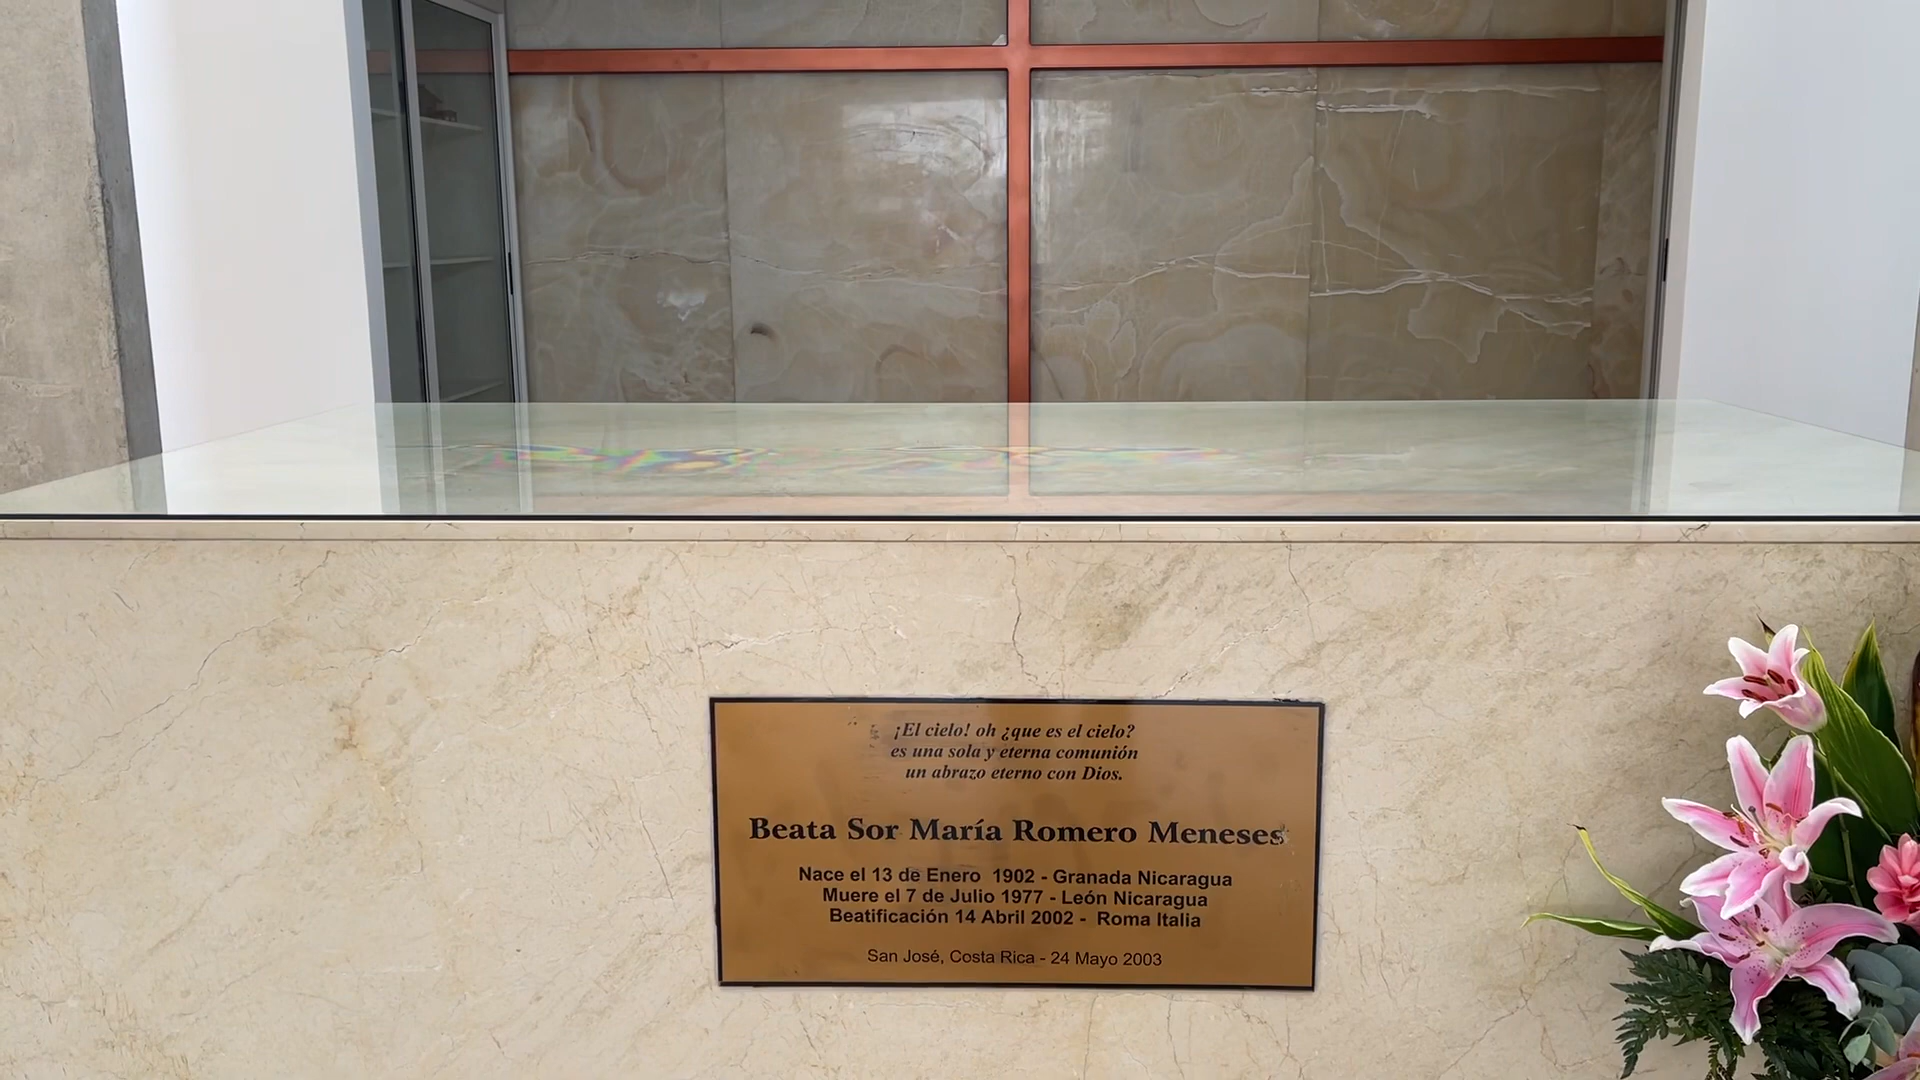 ¡El cielo! oh ¿que es el cielo?
es una sola y eterna comunión
un abrazo eterno con Dios.
Beata Sor María Romero Meneses
Nace el 13 de Enero 1902 - Granada Nicaragua
Muere el 7 de Julio 1977 - León Nicaragua
Beatificación 14 Abril 2002 - Roma Italia
San José, Costa Rica - 24 Mayo 2003